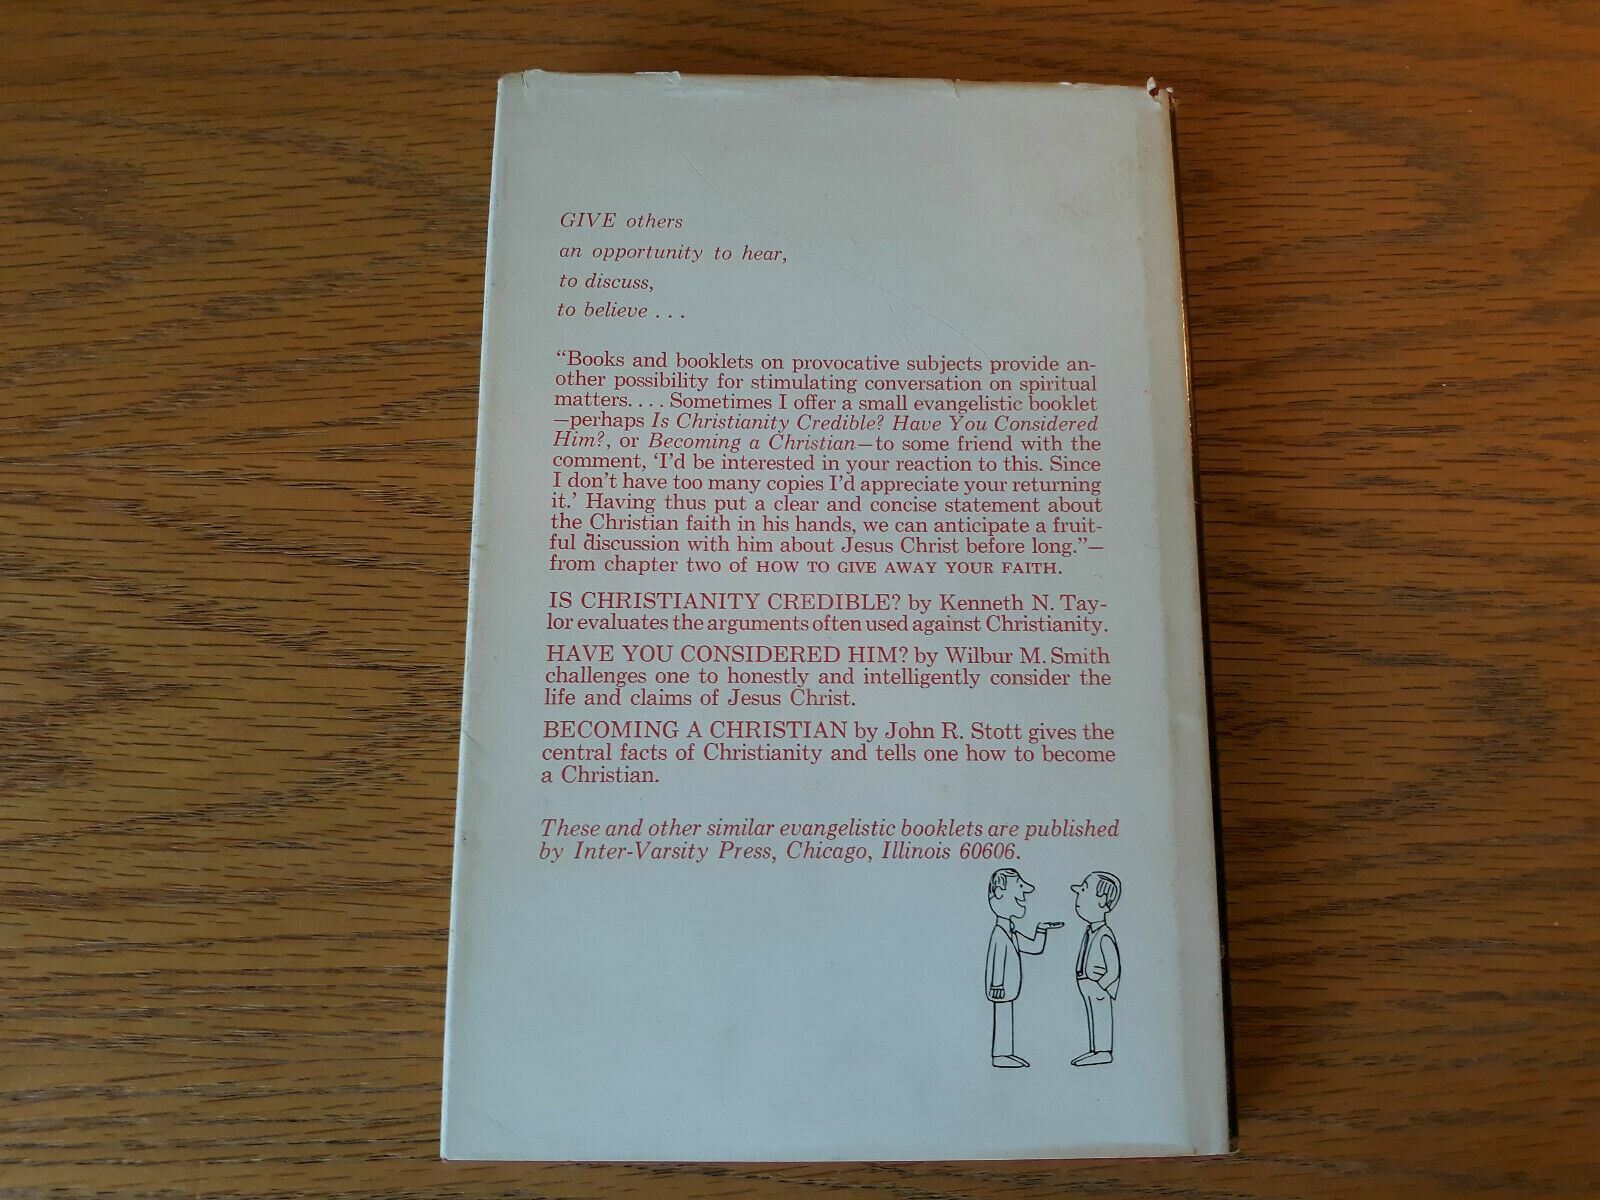 GIVE others
an opportunity to hear,
to discuss,
to believe . . .
“Books and booklets on provocative subjects provide an-
other possibility for stimulating conversation on spiritual
matters. . . . Sometimes I offer a small evangelistic booklet
—perhaps Is Christianity Credible? Have You Considered
Him?, or Becoming a Christian—to some friend with the
comment, ‘I’d be interested in your reaction to this. Since
I don’t have too many copies I’d appreciate your returning
it.’ Having thus put a clear and concise statement about
the Christian faith in his hands, we can anticipate a fruit-
ful discussion with him about Jesus Christ before long.”—
from chapter two of HOW TO GIVE AWAY YOUR FAITH.
IS CHRISTIANITY CREDIBLE? by Kenneth N. Tay-
lor evaluates the arguments often used against Christianity.
HAVE YOU CONSIDERED HIM? by Wilbur M. Smith
challenges one to honestly and intelligently consider the
life and claims of Jesus Christ.
BECOMING A CHRISTIAN by John R. Stott gives the
central facts of Christianity and tells one how to become
a Christian.
These and other similar evangelistic booklets are published
by Inter-Varsity Press, Chicago, Illinois 60606.